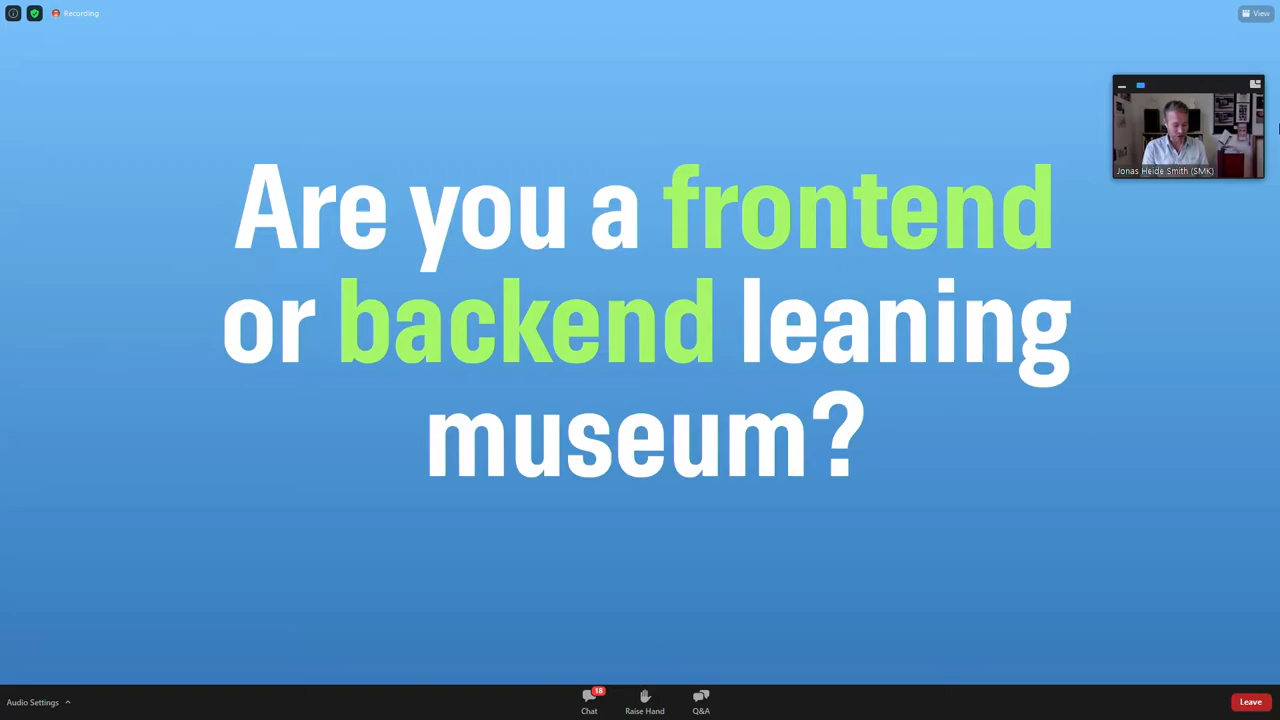 Recording
View
Jonas Heide Smith (SMK)
Are you a frontend
or backend leaning
museum?
Audio Settings
18
Chat
Raise Hand
Q&A
Leave